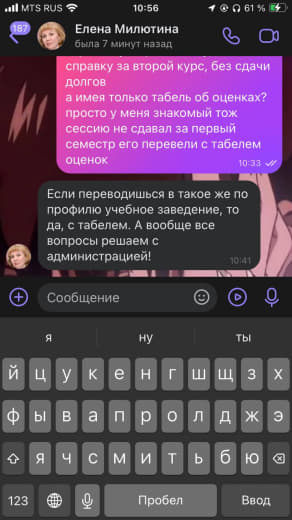 MTS RUS 10:56 61 %
187
Елена Милютина
была 7 минут назад
справку за второй курс, без сдачи
долгов
а имея только табель об оценках?
просто у меня знакомый тож
сессию не сдавал за первый
семестр его перевели с табелем
оценок
10:33
Если переводишься в такое же по
профилю учебное заведение, то
да, с табелем. А вообще все
вопросы решаем с
администрацией!
10:41
Сообщение
я ну ты
й ц у к е н г ш щ з х
ф ы в а п р о л д ж э
я ч с м и т ь б ю
123 Пробел Ввод